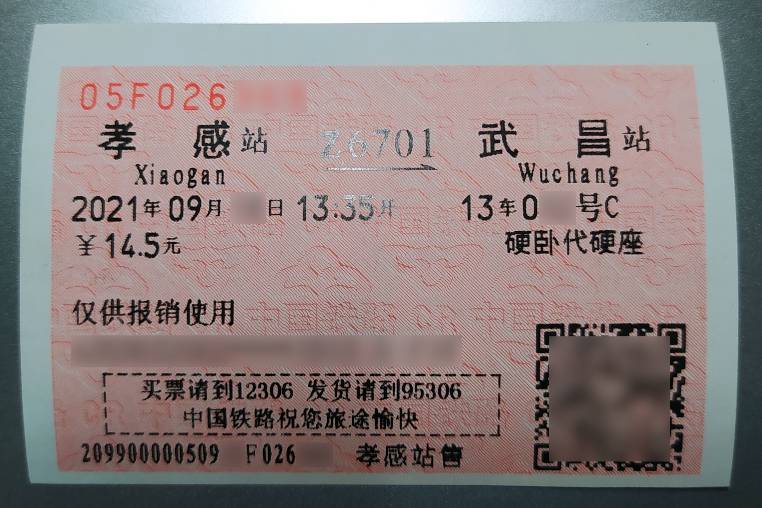 05F026
孝感站 Z6701 武昌站
Xiaogan Wuchang
2021年09月 日 13:35开 13车0 号C
￥14.5元 硬卧代硬座
仅供报销使用
买票请到12306 发货请到95306
中国铁路祝您旅途愉快
209900000509 F026 孝感站售